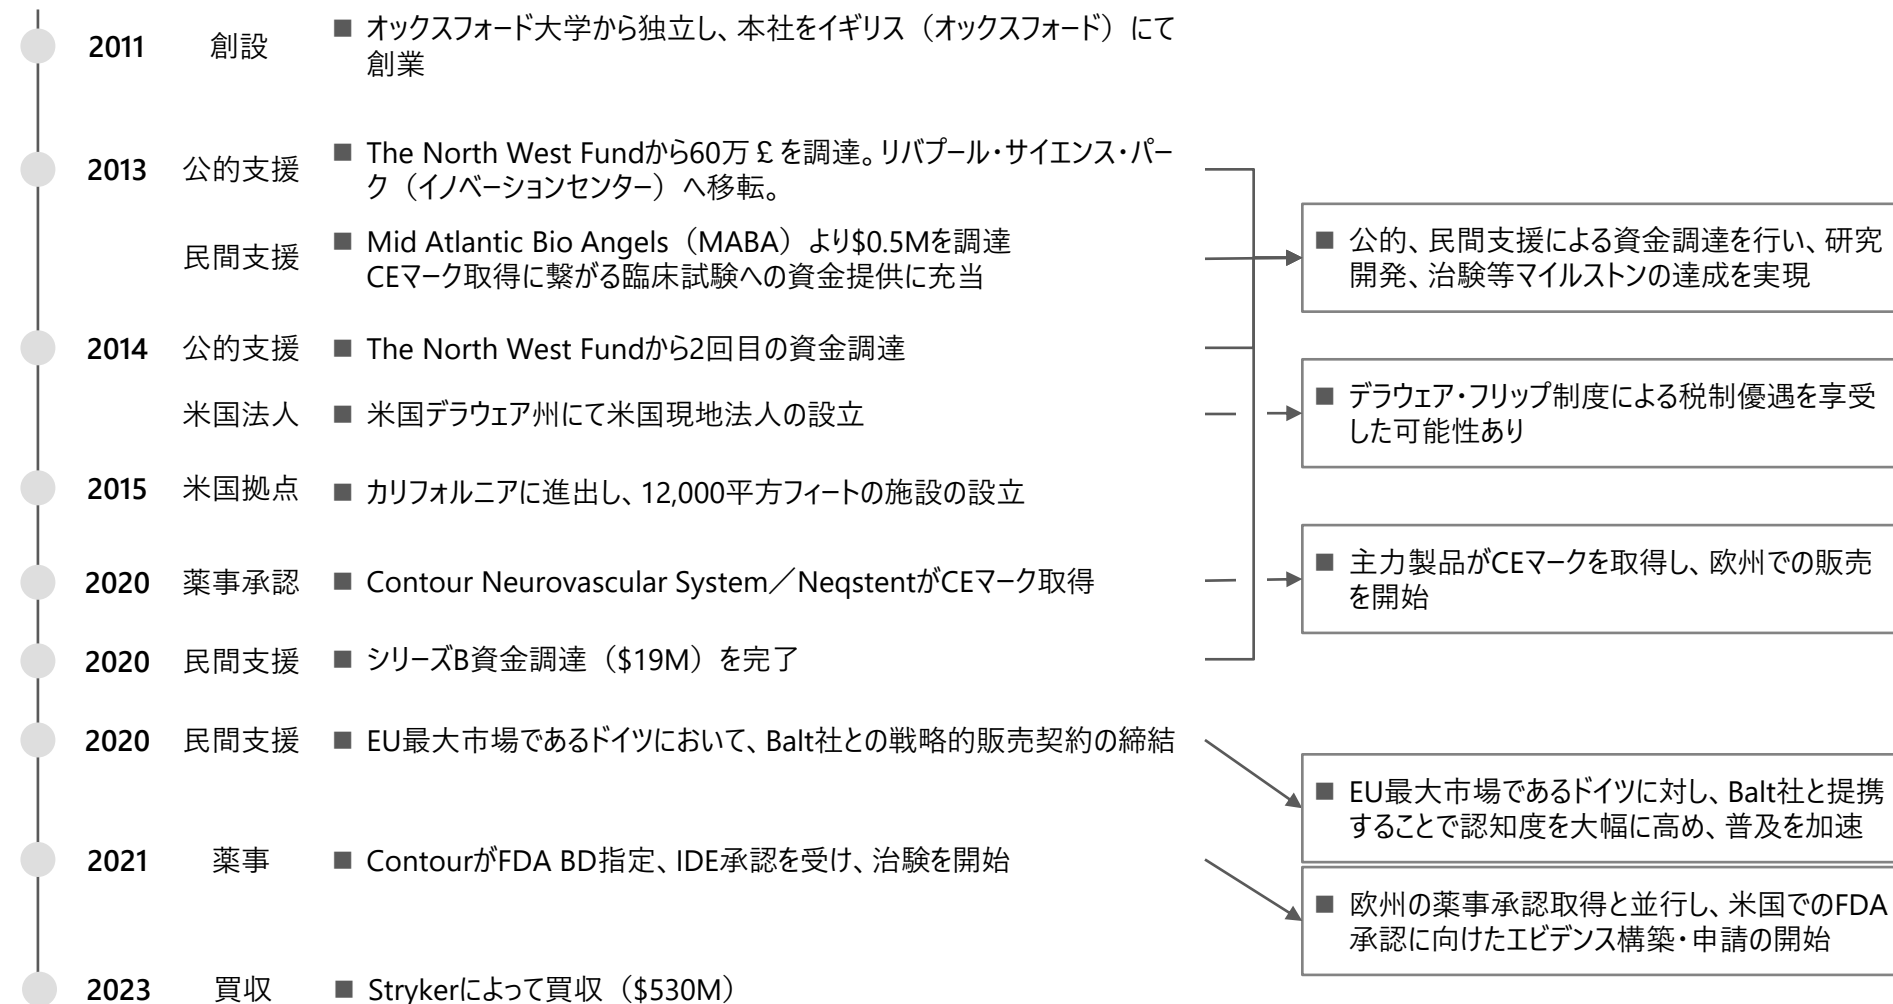 2011 創設 ■ オックスフォード大学から独立し、本社をイギリス（オックスフォード）にて
創業
2013 公的支援 ■ The North West Fundから60万￡を調達。リバプール・サイエンス・パー
ク（イノベーションセンター）へ移転。
民間支援 ■ Mid Atlantic Bio Angels（MABA）より$0.5Mを調達
CEマーク取得に繋がる臨床試験への資金提供に充当
■ 公的、民間支援による資金調達を行い、研究
開発、治験等マイルストンの達成を実現
2014 公的支援 ■ The North West Fundから2回目の資金調達
米国法人 ■ 米国デラウェア州にて米国現地法人の設立
■ デラウェア・フリップ制度による税制優遇を享受
した可能性あり
2015 米国拠点 ■ カリフォルニアに進出し、12,000平方フィートの施設の設立
2020 薬事承認 ■ Contour Neurovascular System／NeqstentがCEマーク取得
■ 主力製品がCEマークを取得し、欧州での販売
を開始
2020 民間支援 ■ シリーズB資金調達（$19M）を完了
2020 民間支援 ■ EU最大市場であるドイツにおいて、Balt社との戦略的販売契約の締結
■ EU最大市場であるドイツに対し、Balt社と提携
することで認知度を大幅に高め、普及を加速
2021 薬事 ■ ContourがFDA BD指定、IDE承認を受け、治験を開始
■ 欧州の薬事承認取得と並行し、米国でのFDA
承認に向けたエビデンス構築・申請の開始
2023 買収 ■ Strykerによって買収（$530M）